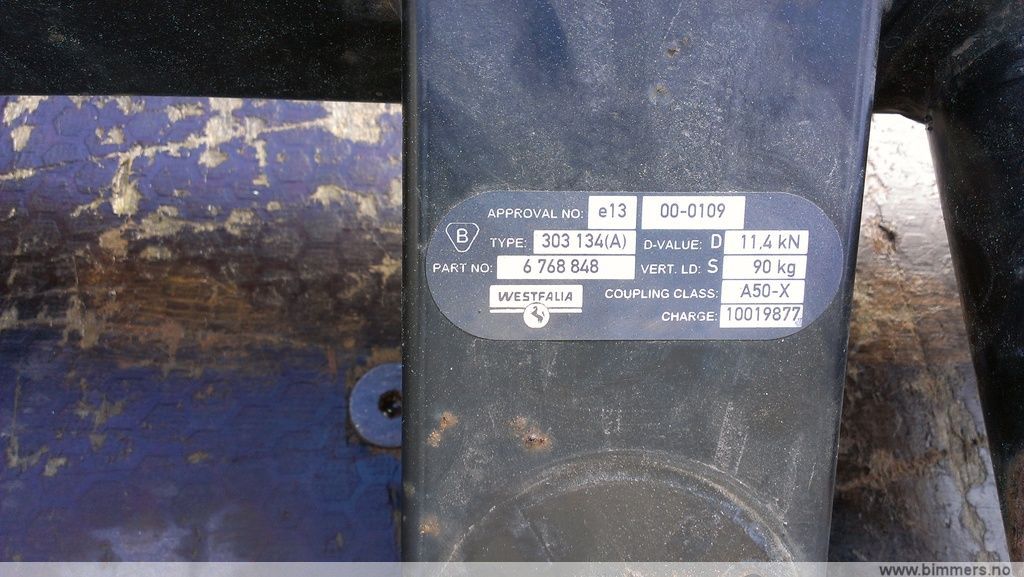 APPROVAL NO: e13 00-0109
B TYPE: 303 134(A) D-VALUE: D 11.4 kN
PART NO: 6 768 848 VERT. LD: S 90 kg
WESTFALIA COUPLING CLASS: A50-X
CHARGE: 10019877
www.bimmers.no